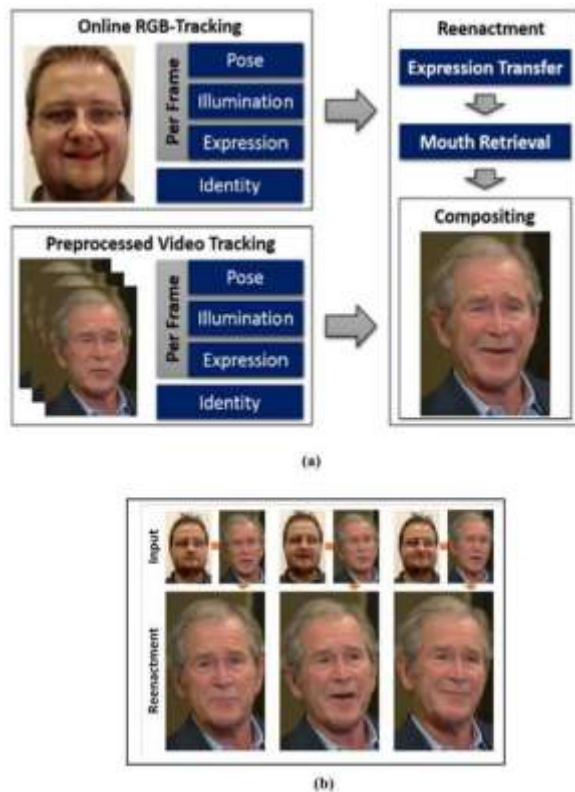 Online RGB-Tracking
Per Frame
Pose
Illumination
Expression
Identity
Preprocessed Video Tracking
Per Frame
Pose
Illumination
Expression
Identity
Reenactment
Expression Transfer
Mouth Retrieval
Compositing
(a)
Input
Reenactment
(b)